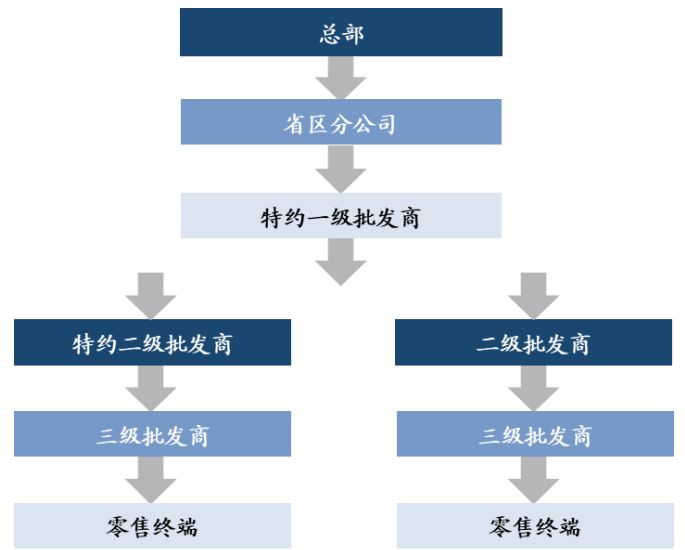 总部
省区分公司
特约一级批发商
特约二级批发商
二级批发商
三级批发商
三级批发商
零售终端
零售终端